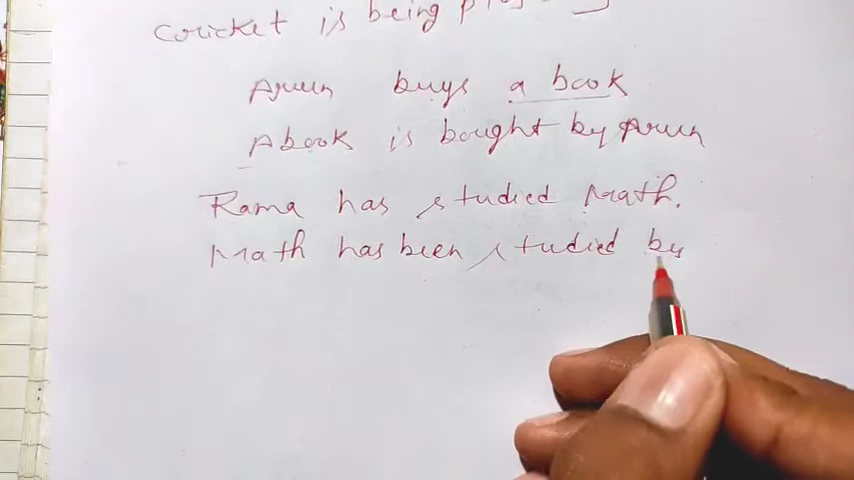 cricket is being
Arun buys a book
A book is bought by Arun
Rama has studied Math.
Math has been studied by